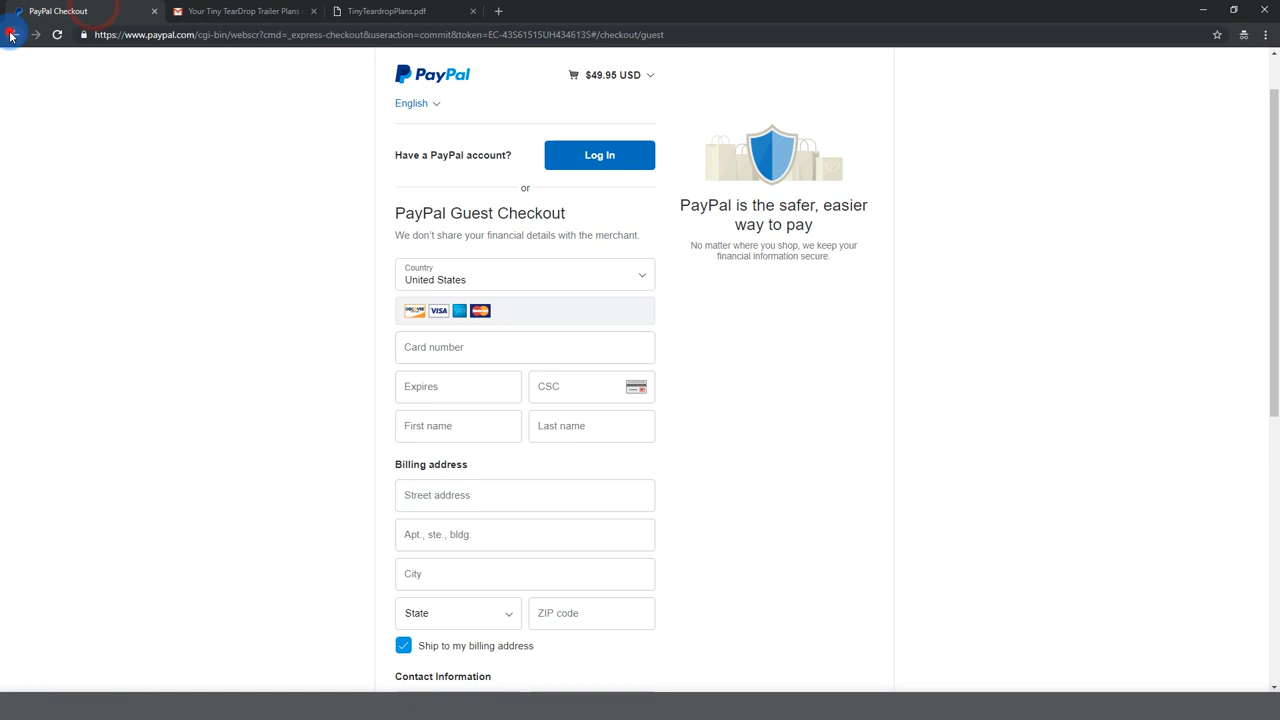 PayPal Checkout
Your Tiny TearDrop Trailer Plans
TinyTeardropPlans.pdf
https://www.paypal.com/cgi-bin/webscr?cmd=_express-checkout&useraction=commit&token=EC-43S61515UH434613S#/checkout/guest
PayPal
$49.95 USD
English
Have a PayPal account?
Log In
or
PayPal Guest Checkout
We don't share your financial details with the merchant.
Country
United States
DISCOVER VISA MasterCard
Card number
Expires
CSC
First name
Last name
Billing address
Street address
Apt., ste., bldg.
City
State
ZIP code
Ship to my billing address
Contact Information
PayPal is the safer, easier
way to pay
No matter where you shop, we keep your
financial information secure.